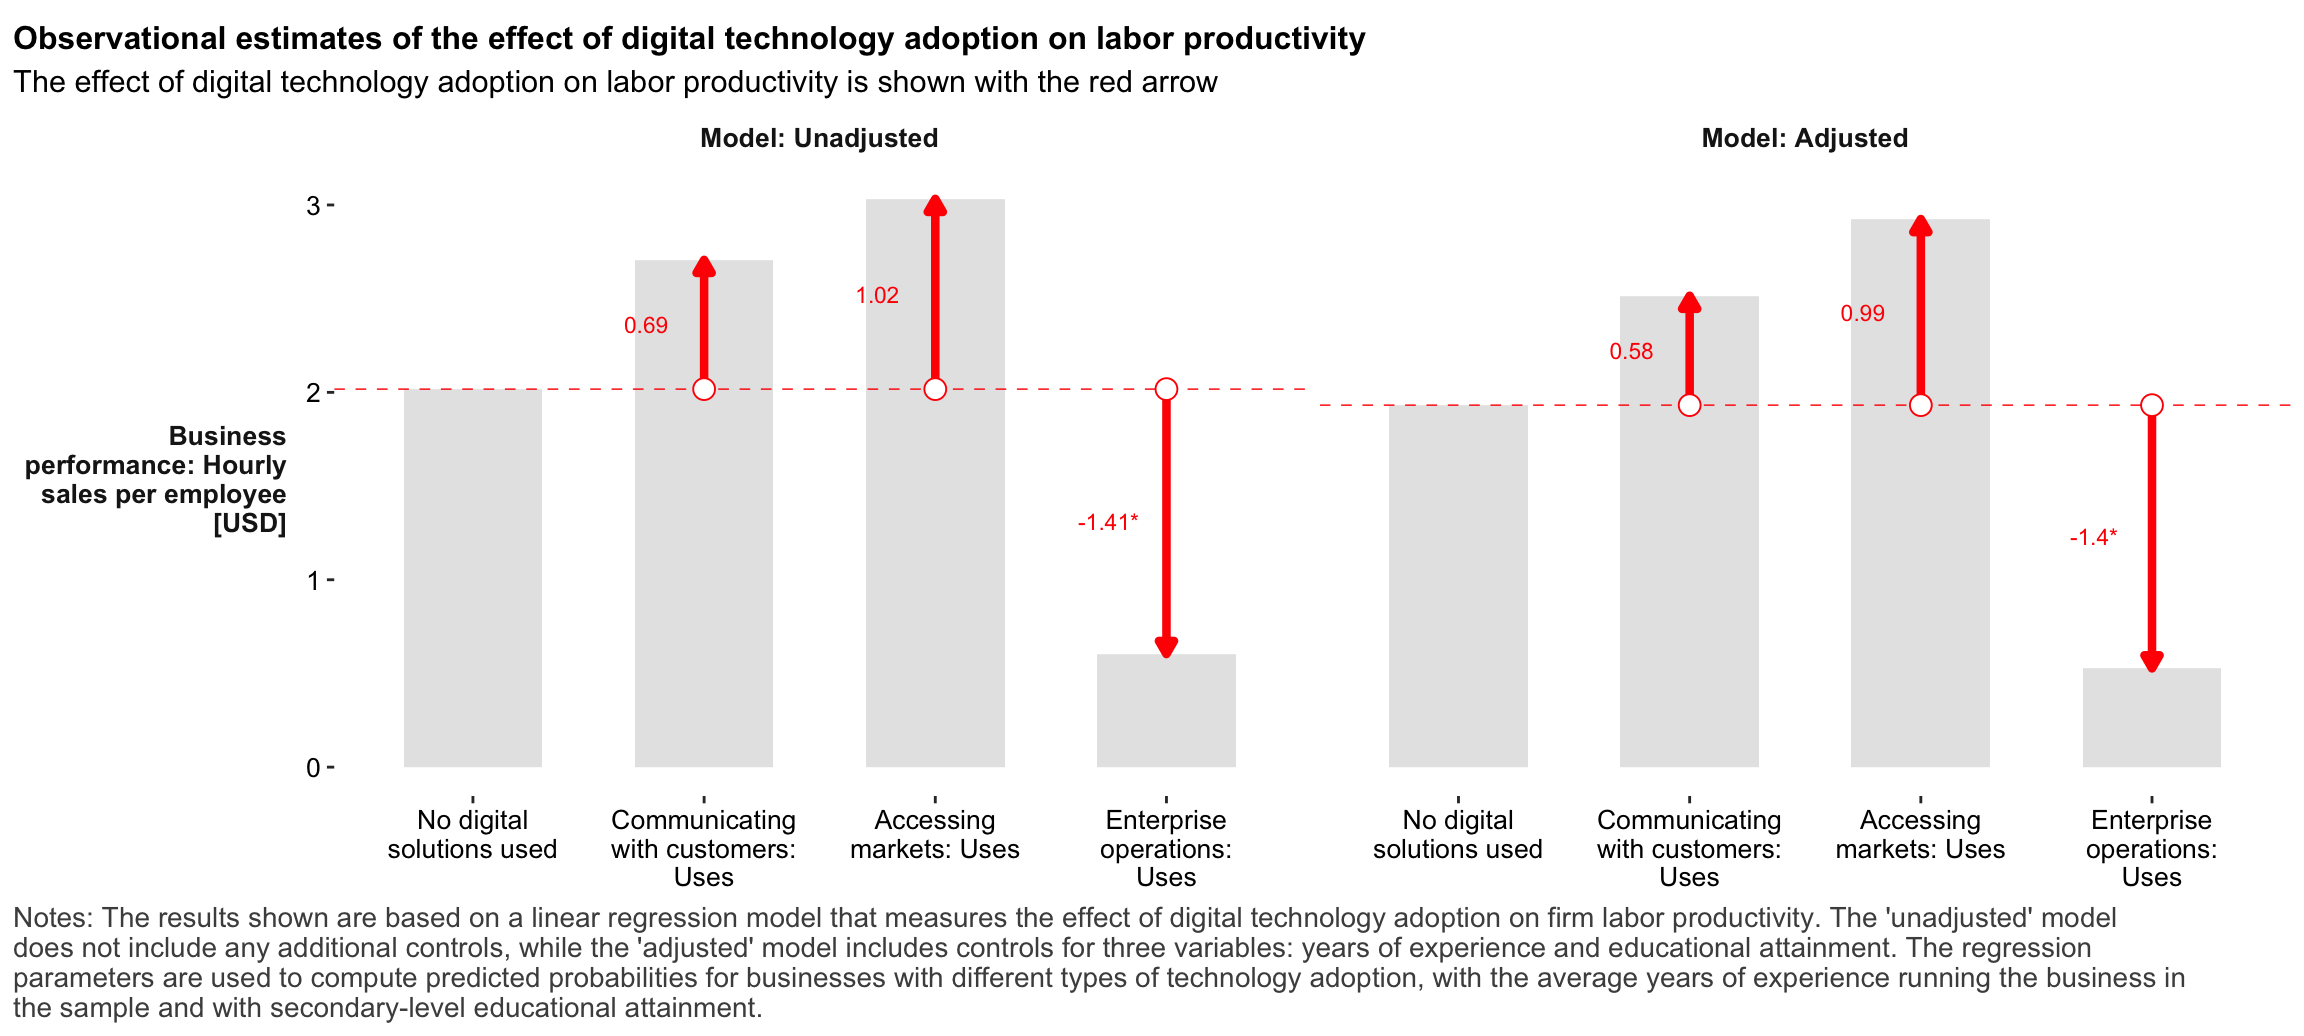 Observational estimates of the effect of digital technology adoption on labor productivity
The effect of digital technology adoption on labor productivity is shown with the red arrow
Model: Unadjusted
Model: Adjusted
Business
performance: Hourly
sales per employee
[USD]
3
2
1
0
0.69
1.02
-1.41*
0.58
0.99
-1.4*
No digital
solutions used
Communicating
with customers:
Uses
Accessing
markets: Uses
Enterprise
operations:
Uses
No digital
solutions used
Communicating
with customers:
Uses
Accessing
markets: Uses
Enterprise
operations:
Uses
Notes: The results shown are based on a linear regression model that measures the effect of digital technology adoption on firm labor productivity. The 'unadjusted' model
does not include any additional controls, while the 'adjusted' model includes controls for three variables: years of experience and educational attainment. The regression
parameters are used to compute predicted probabilities for businesses with different types of technology adoption, with the average years of experience running the business in
the sample and with secondary-level educational attainment.